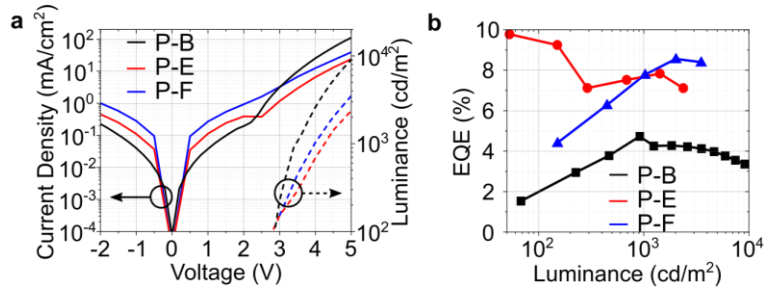 a
Current Density (mA/cm²)
10²
10¹
10⁰
10⁻¹
10⁻²
10⁻³
10⁻⁴
P-B
P-E
P-F
-2 -1 0 1 2 3 4 5
Voltage (V)
10⁴
10³
10²
Luminance (cd/m²)
b
EQE (%)
10
8
6
4
2
0
P-B
P-E
P-F
10² 10³ 10⁴
Luminance (cd/m²)